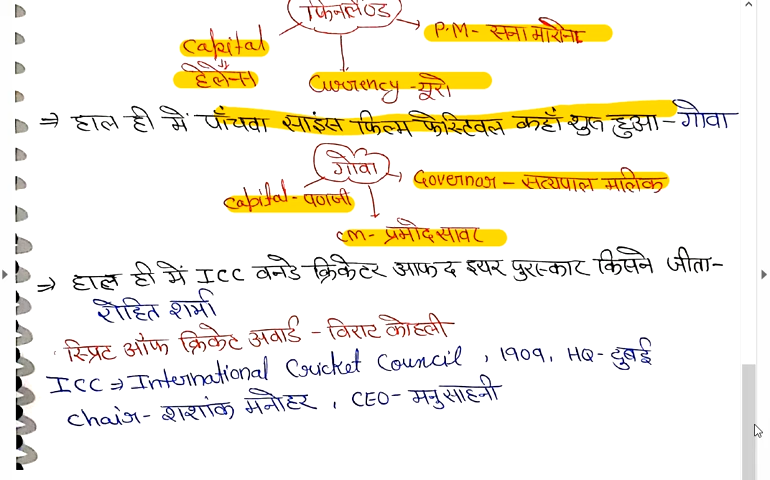 फिनलैण्ड
Capital
P.M- सना मारीन
हेलसिंकी
Currency - यूरो
⇒ हाल ही में पाँचवा साइंस फिल्म फेस्टिवल कहाँ शुरु हुआ - गोवा
गोवा
Capital - पणजी
Governor - सत्यपाल मलिक
CM - प्रमोद सावंत
⇒ हाल ही में ICC वनडे क्रिकेटर आफ द इयर पुरस्कार किसने जीता -
रोहित शर्मा
स्प्रिट ऑफ क्रिकेट अवार्ड - विराट कोहली
ICC ⇒ International Cricket Council , 1909, HQ - दुबई
Chair - शशांक मनोहर , CEO - मनु साहनी